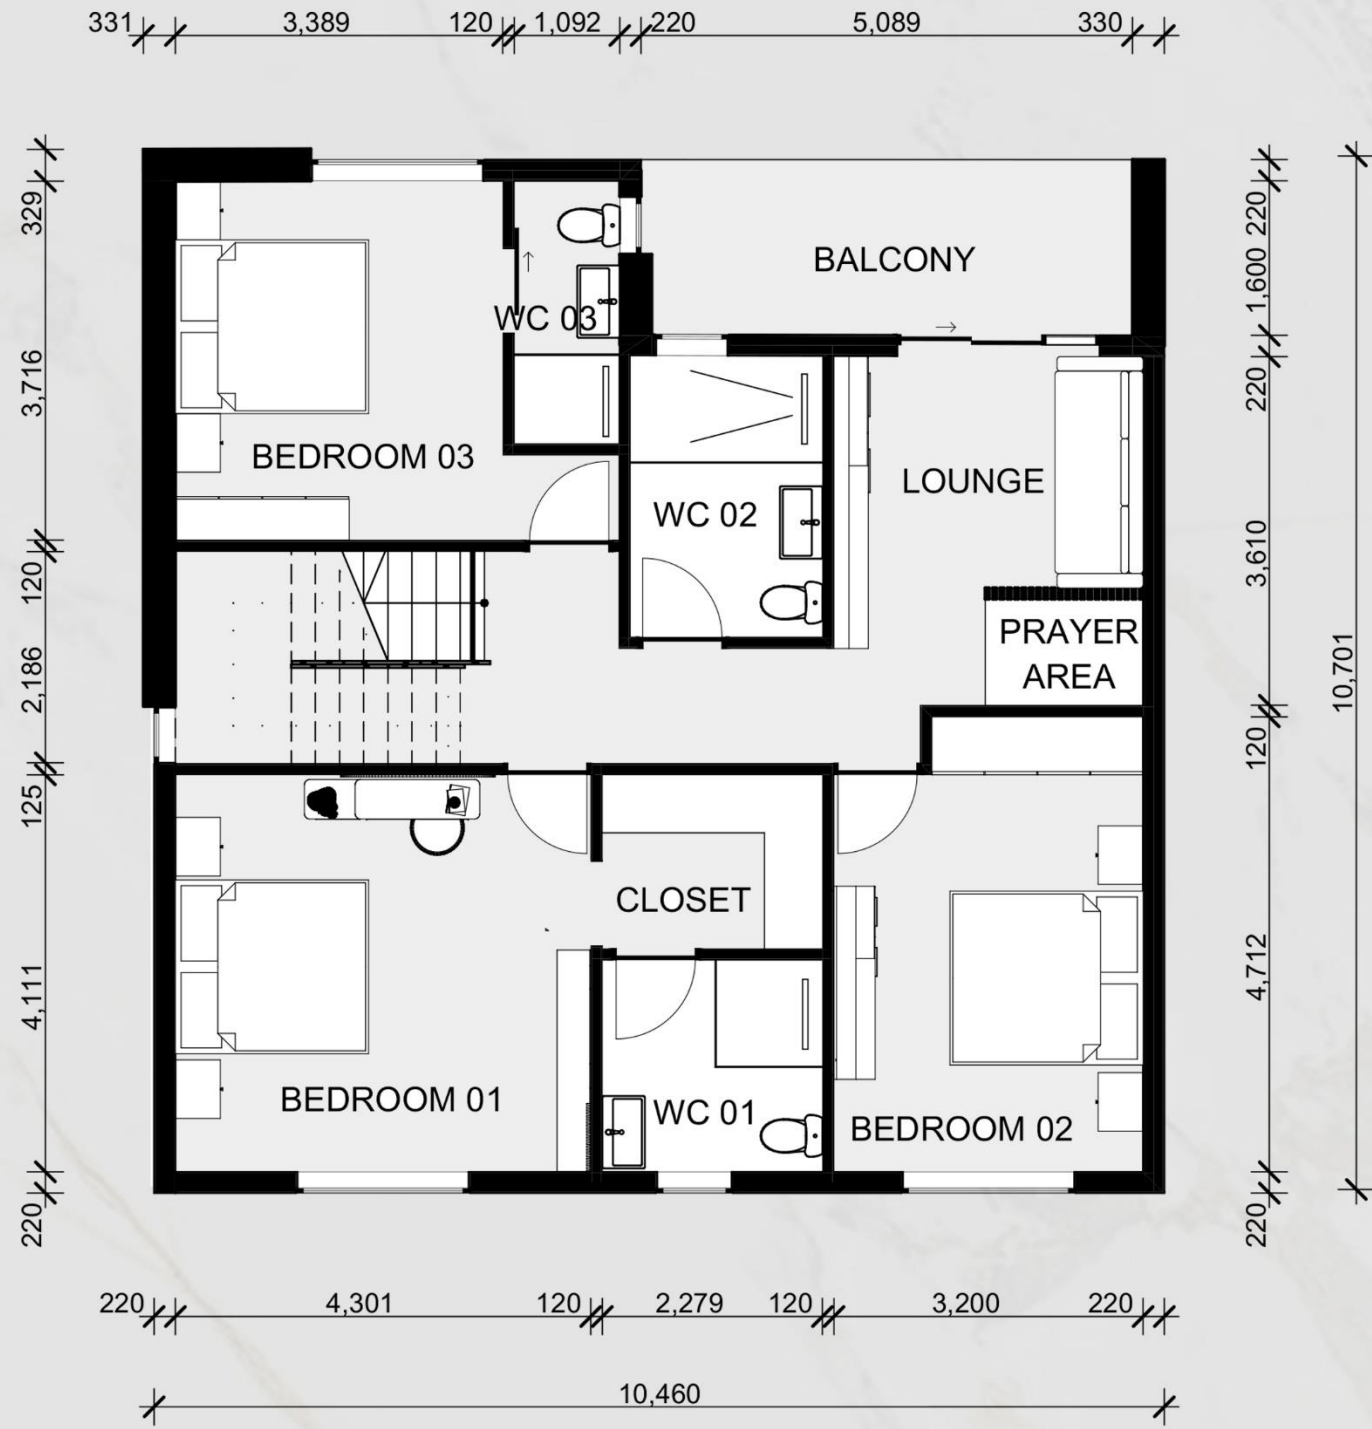 331 3,389 120 1,092 220 5,089 330
BALCONY
WC 03
BEDROOM 03
LOUNGE
WC 02
PRAYER
AREA
CLOSET
BEDROOM 01
WC 01
BEDROOM 02
329
3,716
120
2,186
125
4,111
220
220
1,600
220
3,610
120
4,712
220
10,701
220 4,301 120 2,279 120 3,200 220
10,460